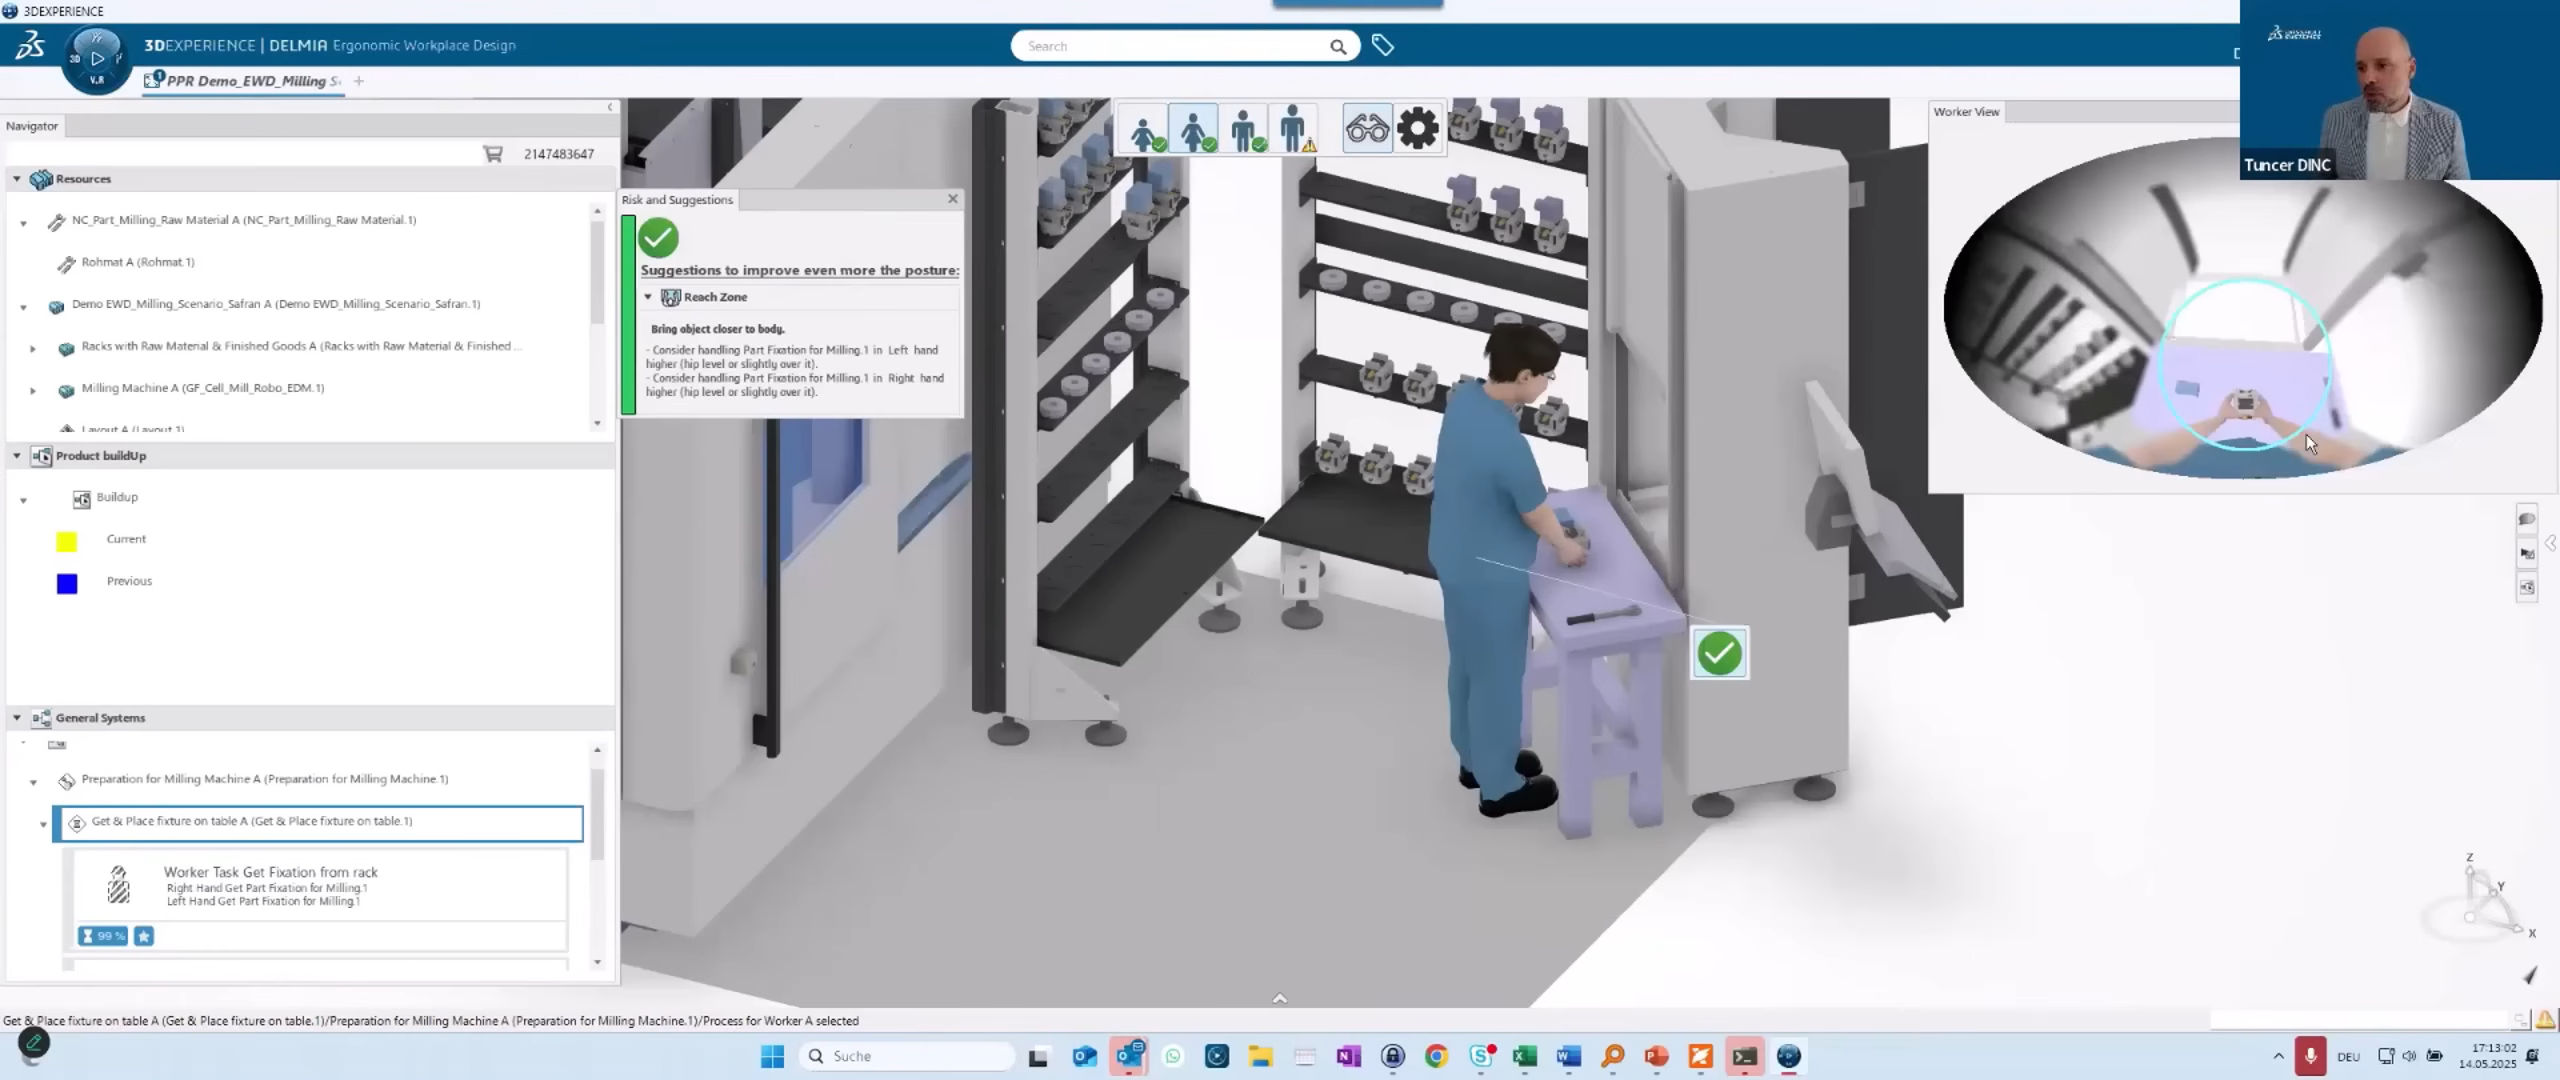 3DEXPERIENCE
3DEXPERIENCE | DELMIA Ergonomic Workplace Design
Search
3D
V.R
PPR Demo_EWD_Milling S
Tuncer DINC
Navigator
2147483647
Resources
NC_Part_Milling_Raw Material A (NC_Part_Milling_Raw Material.1)
Rohmat A (Rohmat.1)
Demo EWD_Milling_Scenario_Safran A (Demo EWD_Milling_Scenario_Safran.1)
Racks with Raw Material & Finished Goods A (Racks with Raw Material & Finished ...
Milling Machine A (GF_Cell_Mill_Robo_EDM.1)
Layout A (Layout.1)
Product buildUp
Buildup
Current
Previous
General Systems
Preparation for Milling Machine A (Preparation for Milling Machine.1)
Get & Place fixture on table A (Get & Place fixture on table.1)
Worker Task Get Fixation from rack
Right Hand Get Part Fixation for Milling.1
Left Hand Get Part Fixation for Milling.1
99 %
Risk and Suggestions
Suggestions to improve even more the posture:
Reach Zone
Bring object closer to body.
- Consider handling Part Fixation for Milling.1 in Left hand
higher (hip level or slightly over it).
- Consider handling Part Fixation for Milling.1 in Right hand
higher (hip level or slightly over it).
Worker View
Z
Y
X
Get & Place fixture on table A (Get & Place fixture on table.1)/Preparation for Milling Machine A (Preparation for Milling Machine.1)/Process for Worker A selected
Suche
DEU
17:13:02
14.05.2025